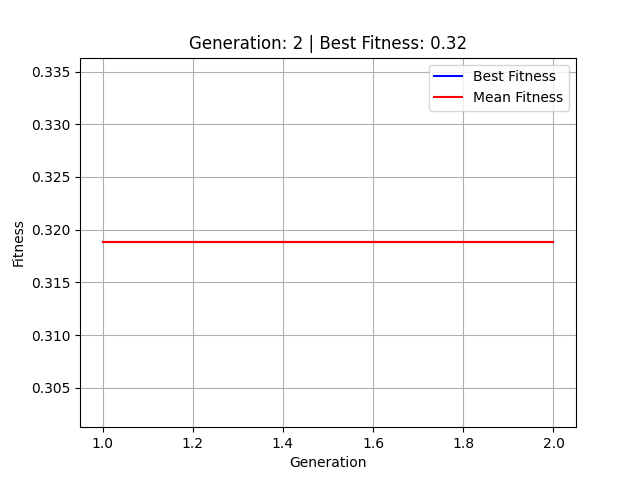 Generation: 2 | Best Fitness: 0.32
Best Fitness
Mean Fitness
0.335
0.330
0.325
0.320
0.315
0.310
0.305
Fitness
1.0 1.2 1.4 1.6 1.8 2.0
Generation